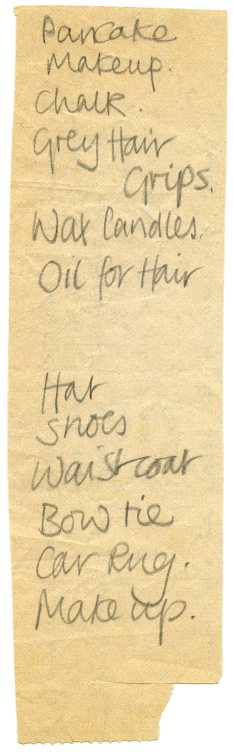 Pancake
Makeup.
Chalk.
Grey Hair
Grips.
Wax Candles.
Oil for Hair
Hat
Shoes
Waistcoat
Bow tie
Car Rug.
Make up.